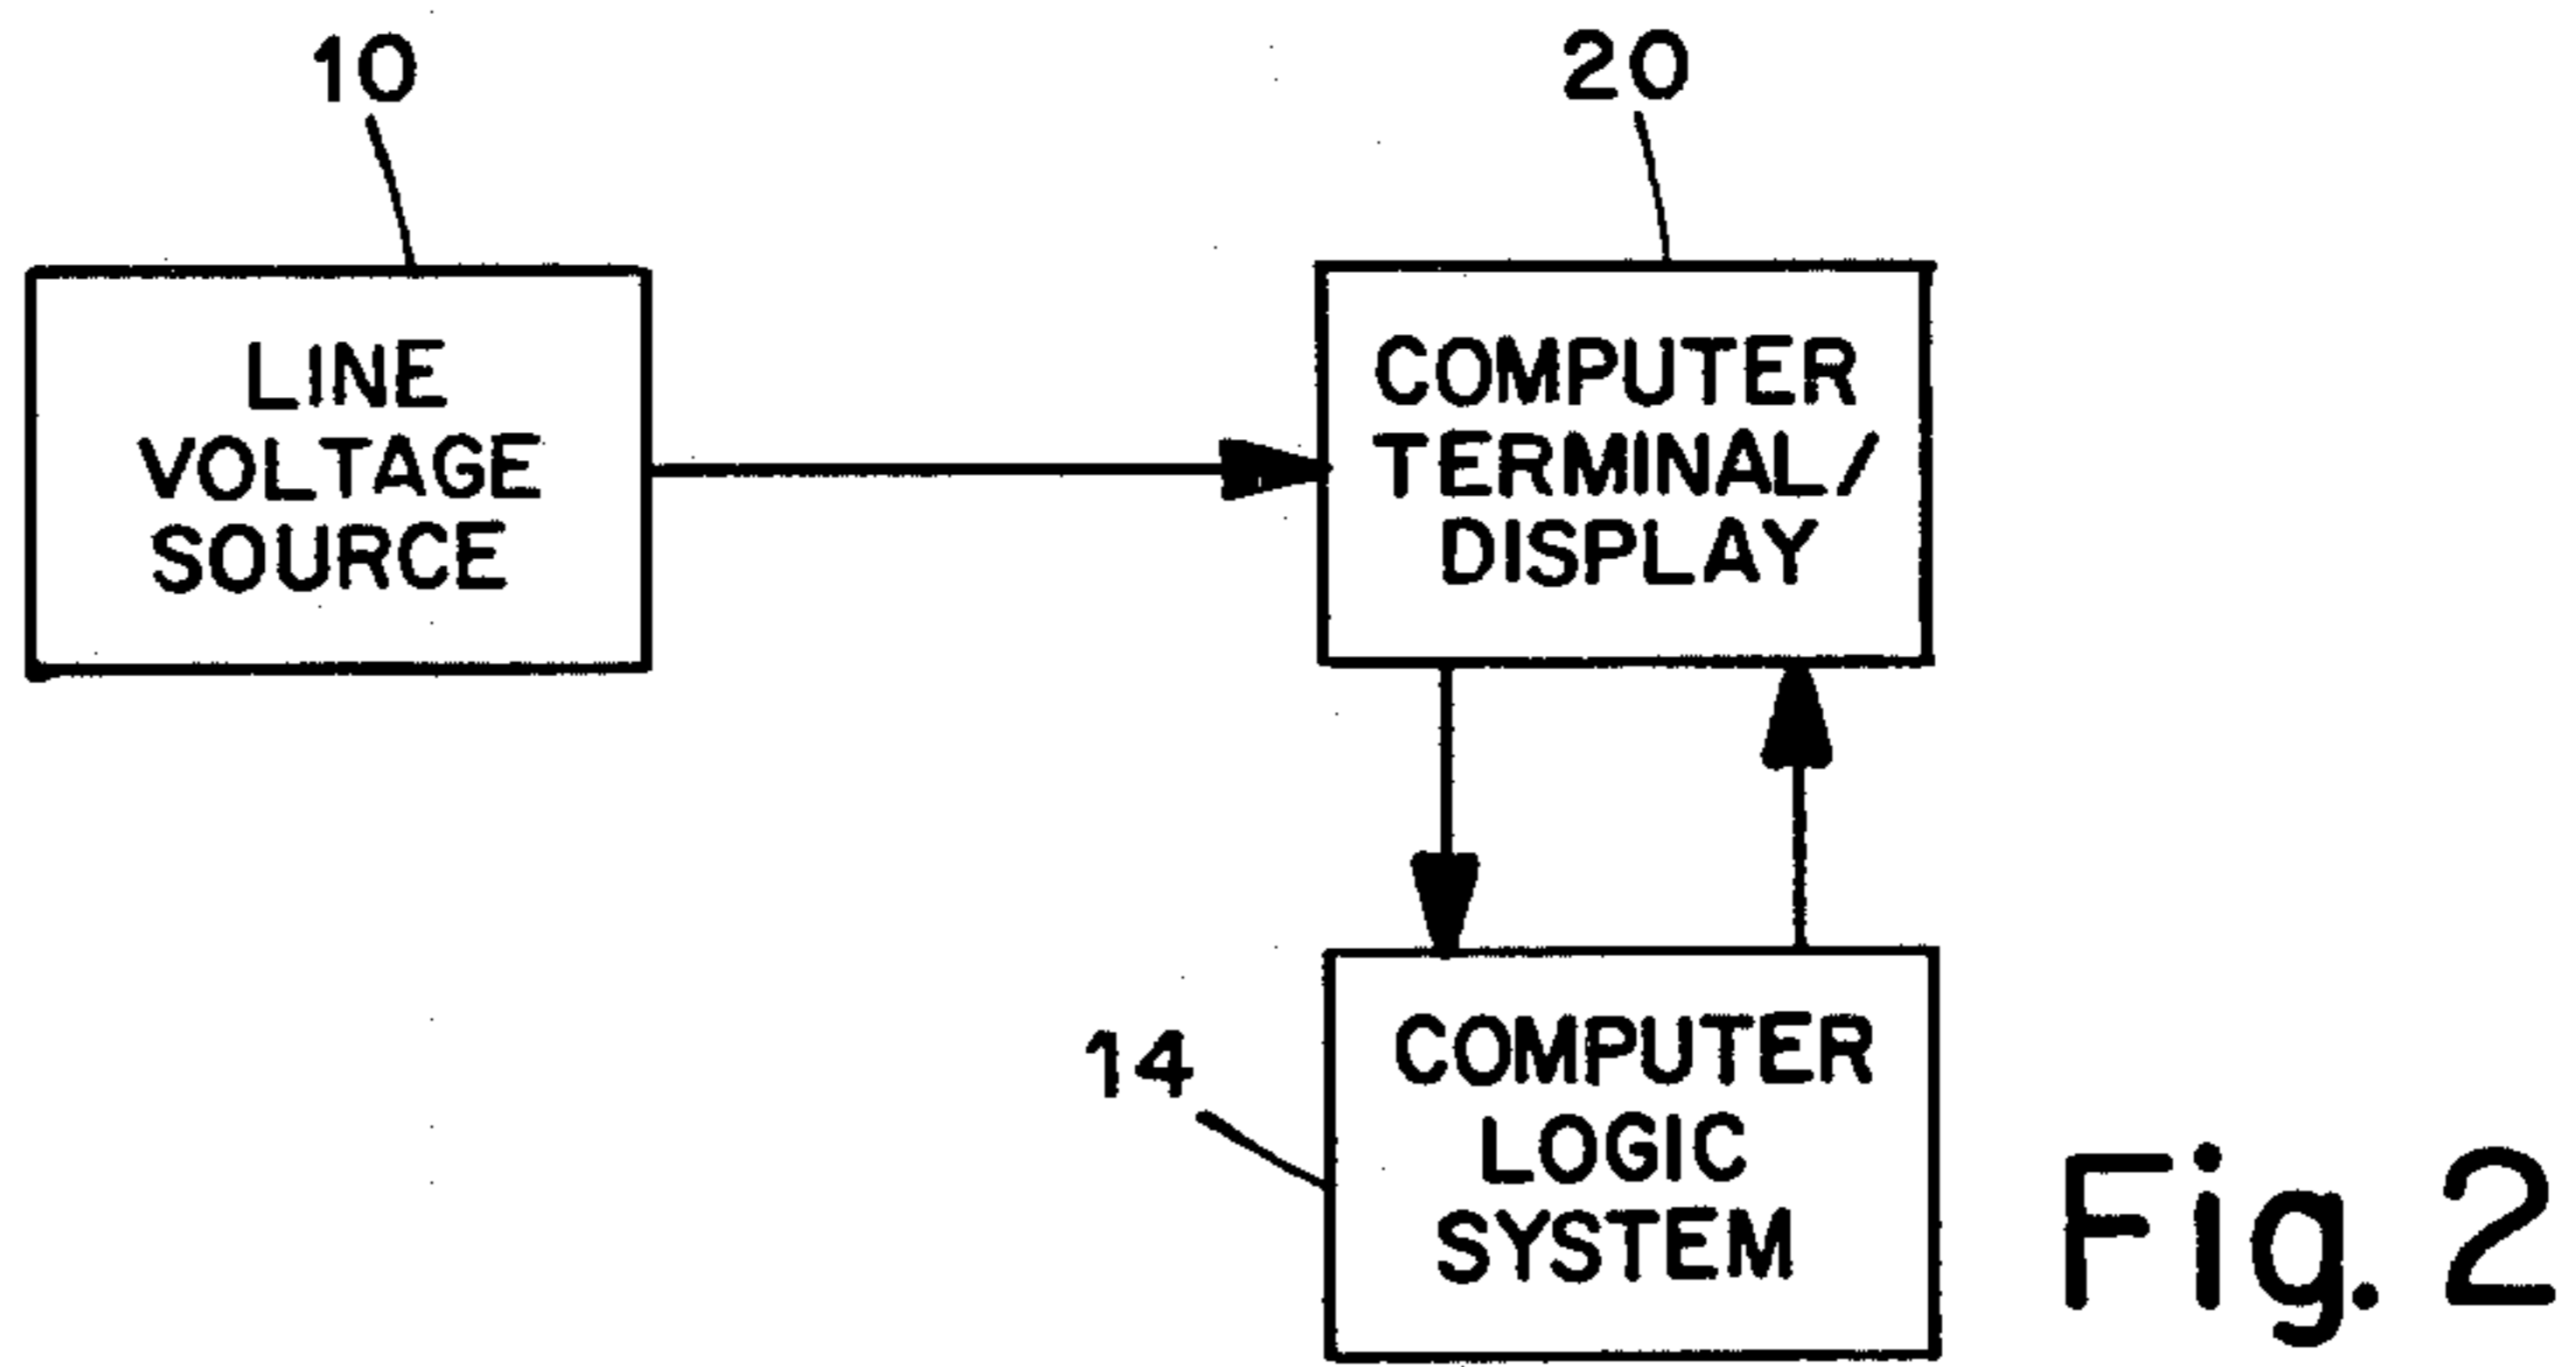 10
20
LINE
VOLTAGE
SOURCE
COMPUTER
TERMINAL/
DISPLAY
14
COMPUTER
LOGIC
SYSTEM
Fig. 2